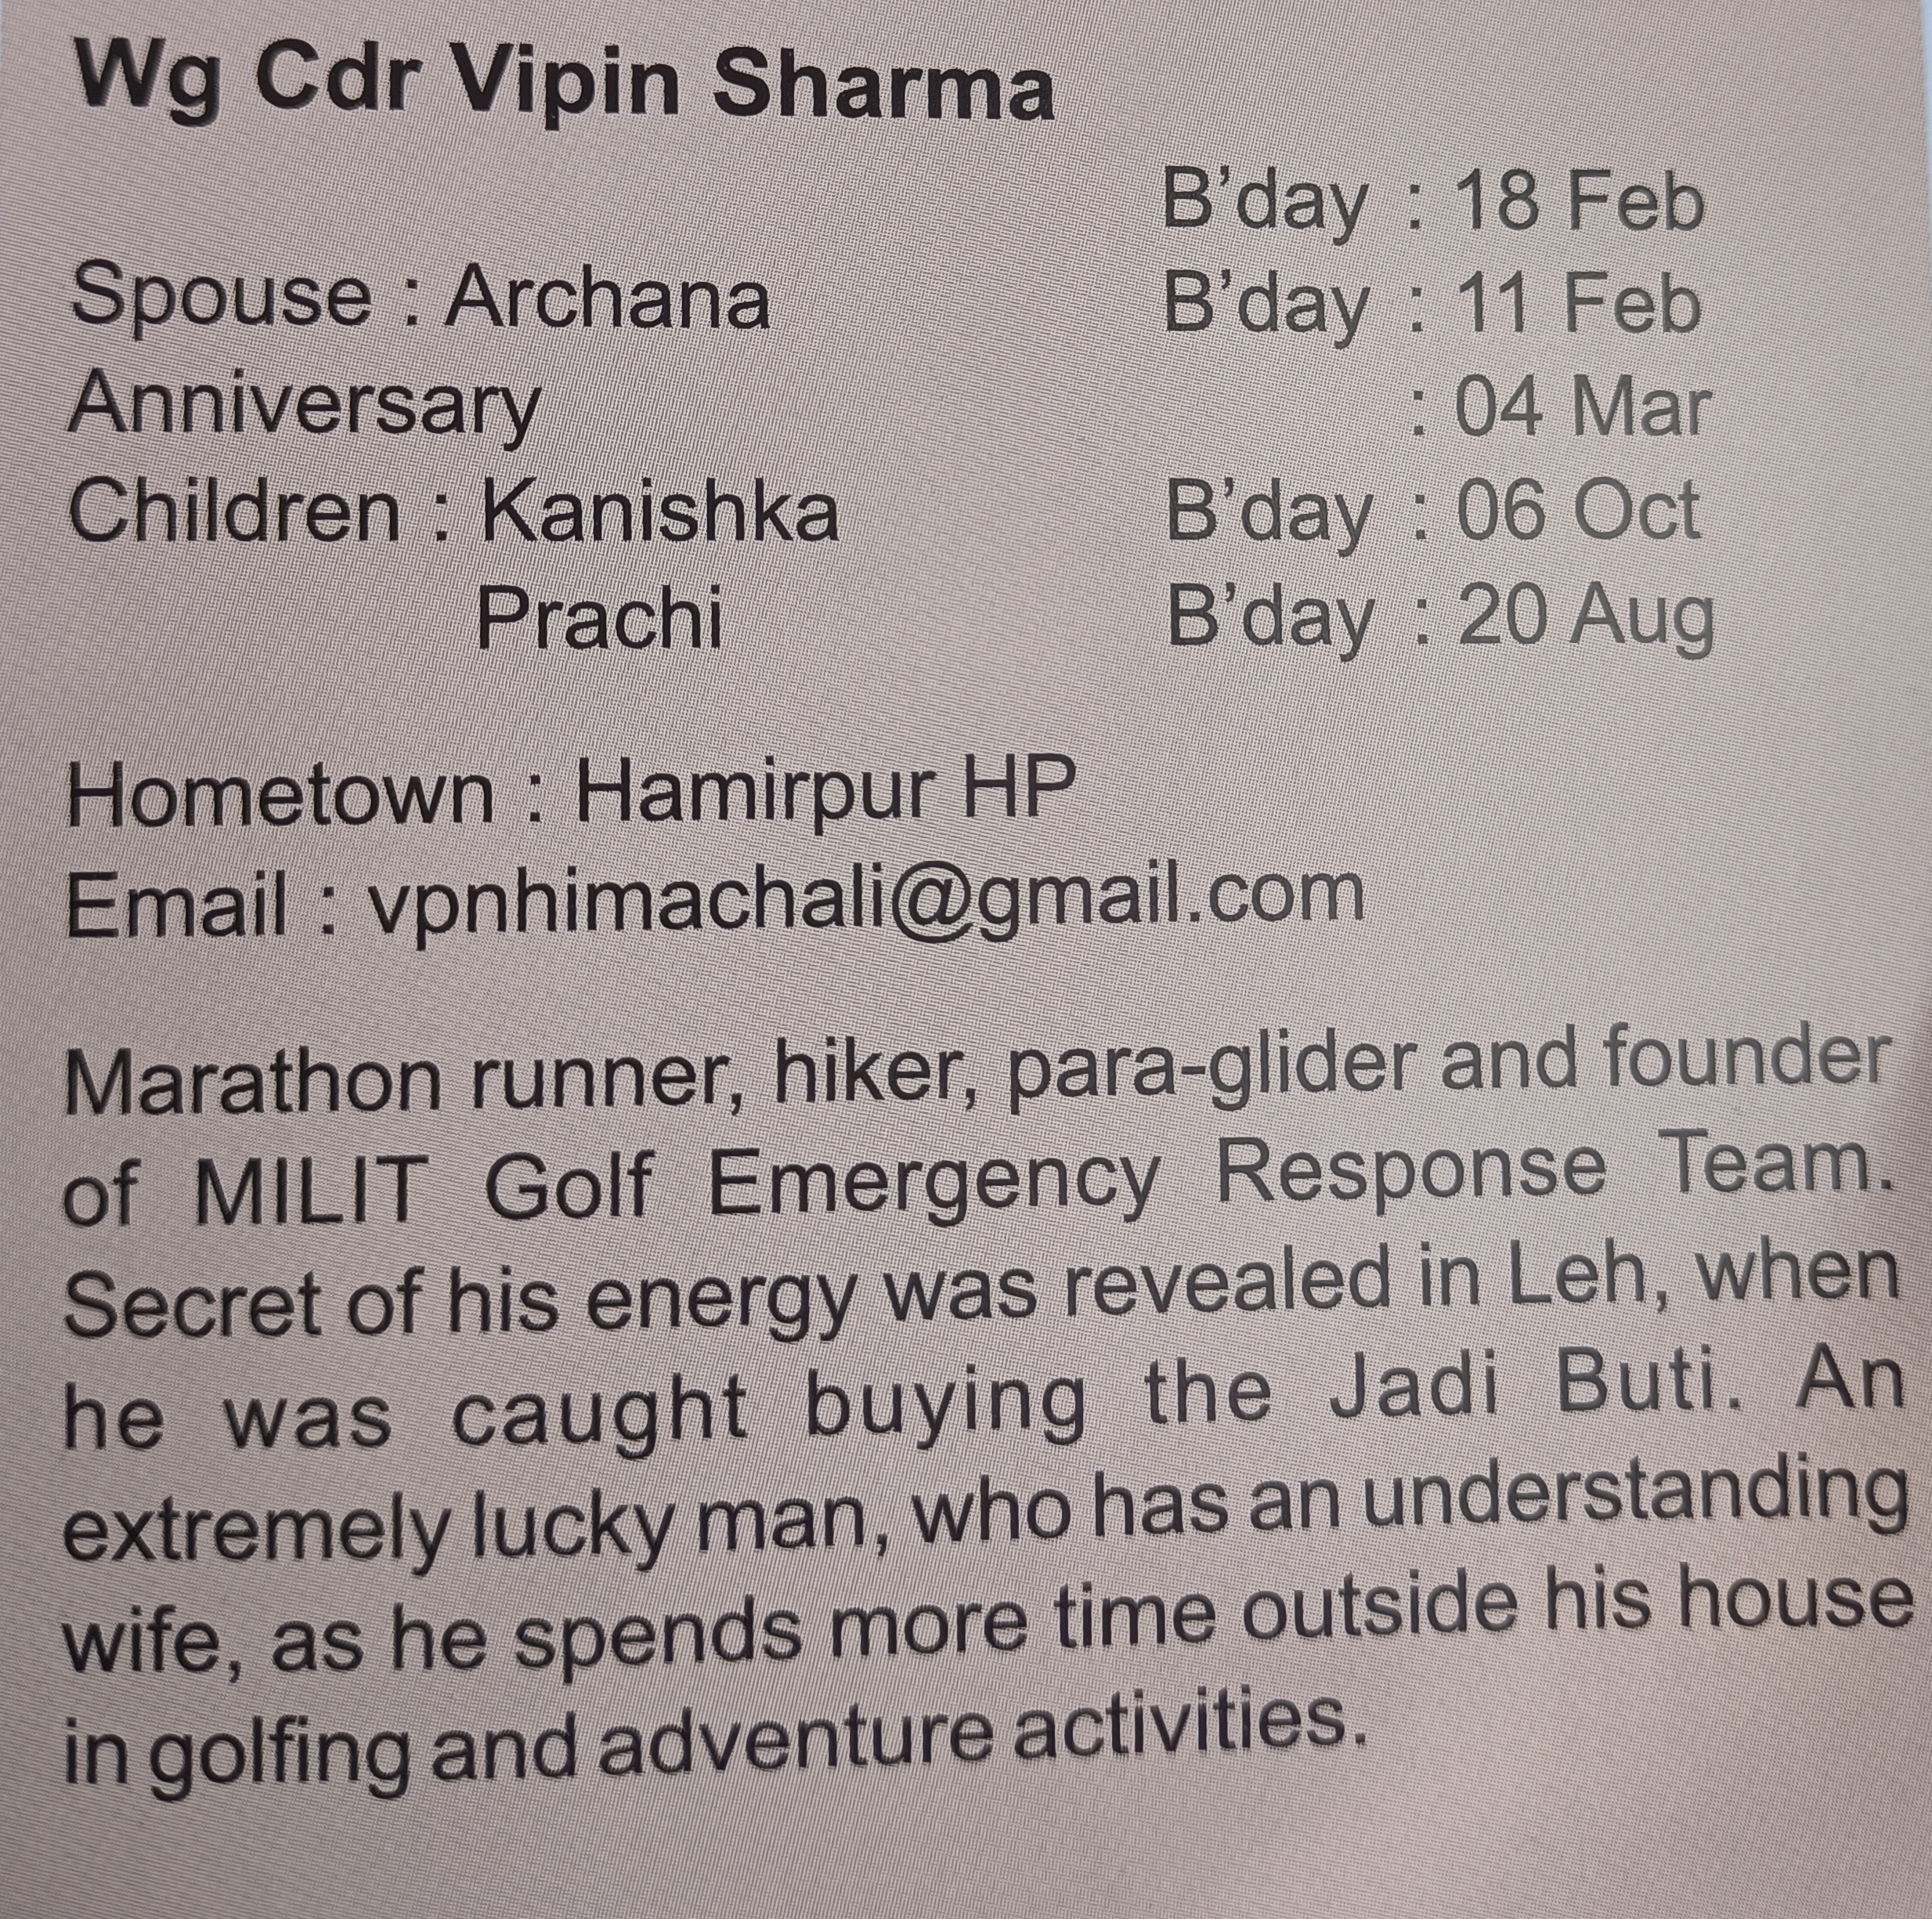 Wg Cdr Vipin Sharma
B'day : 18 Feb
Spouse : Archana B'day : 11 Feb
Anniversary : 04 Mar
Children : Kanishka B'day : 06 Oct
Prachi B'day : 20 Aug
Hometown : Hamirpur HP
Email : vpnhimachali@gmail.com
Marathon runner, hiker, para-glider and founder
of MILIT Golf Emergency Response Team.
Secret of his energy was revealed in Leh, when
he was caught buying the Jadi Buti. An
extremely lucky man, who has an understanding
wife, as he spends more time outside his house
in golfing and adventure activities.